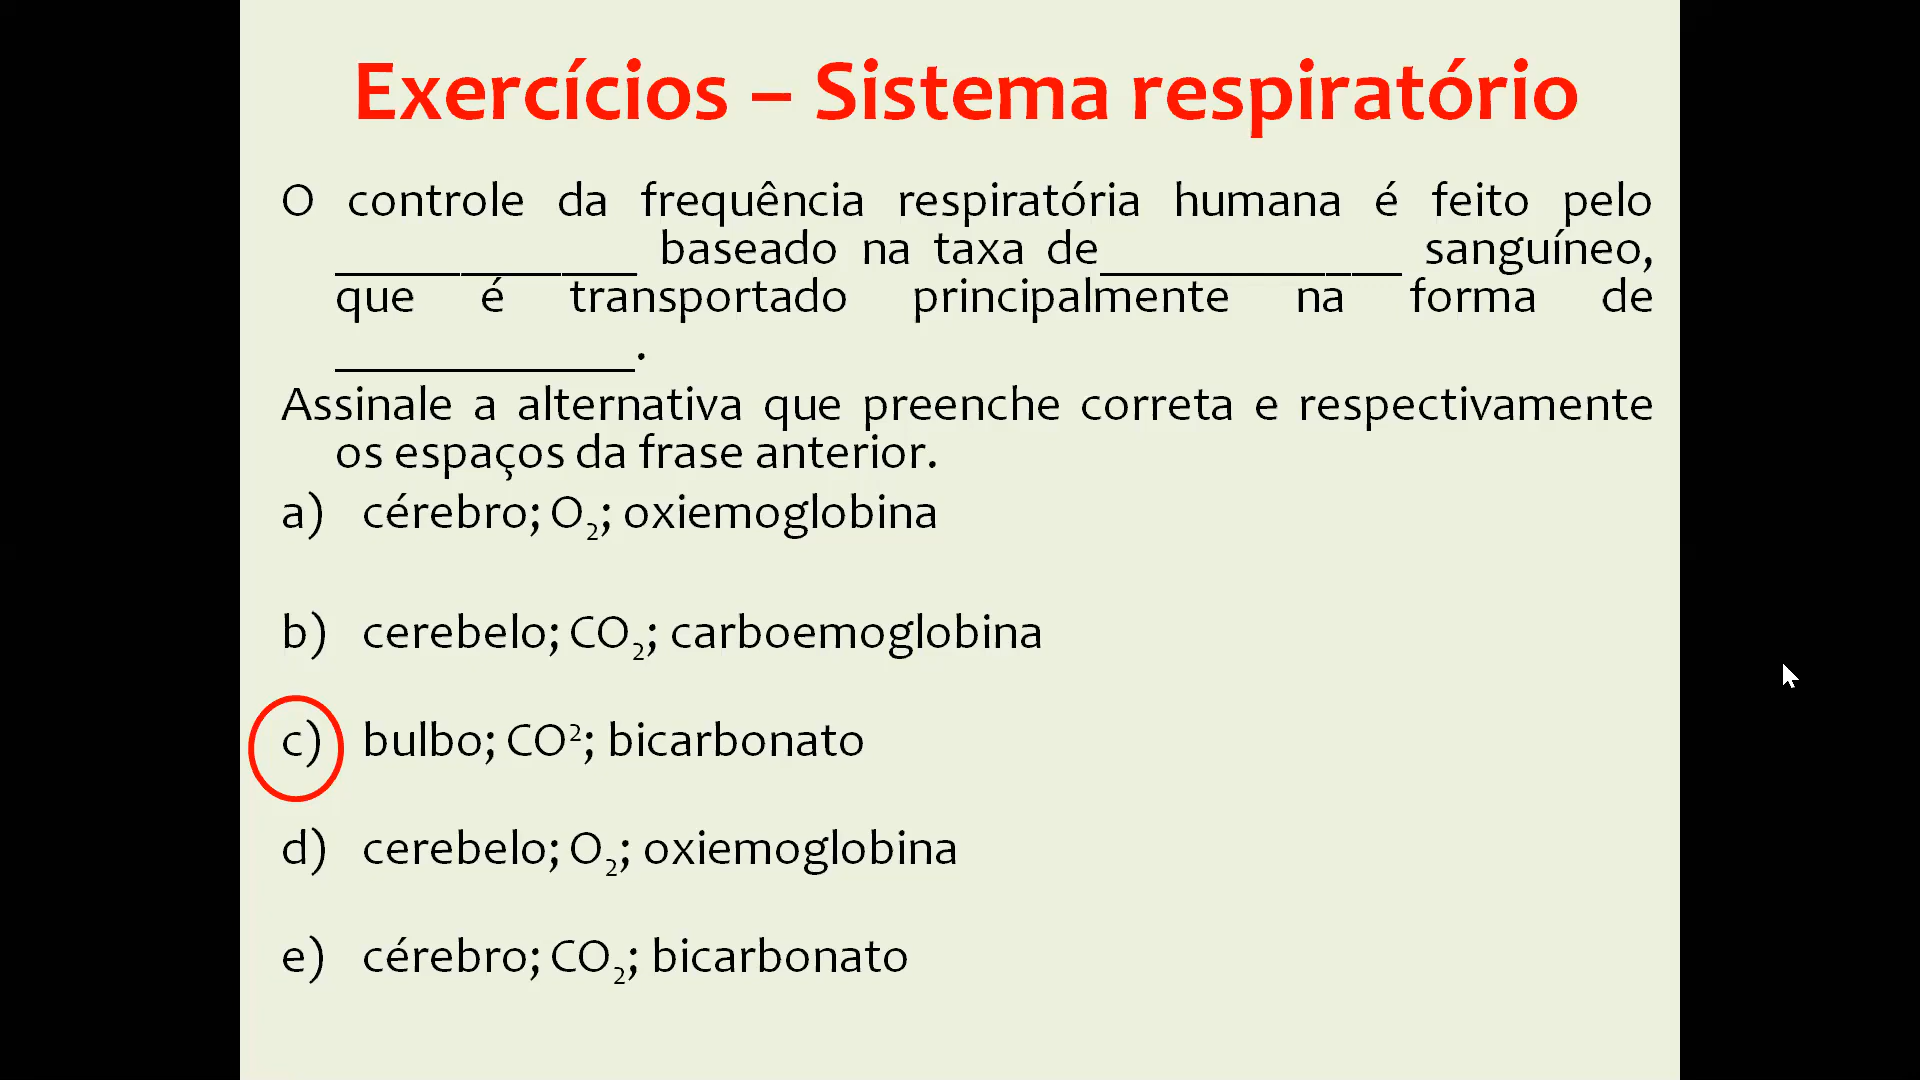 Exercícios – Sistema respiratório
O controle da frequência respiratória humana é feito pelo
____________ baseado na taxa de____________ sanguíneo,
que é transportado principalmente na forma de
____________.
Assinale a alternativa que preenche correta e respectivamente
os espaços da frase anterior.
a) cérebro; O₂; oxiemoglobina
b) cerebelo; CO₂; carboemoglobina
c) bulbo; CO²; bicarbonato
d) cerebelo; O₂; oxiemoglobina
e) cérebro; CO₂; bicarbonato